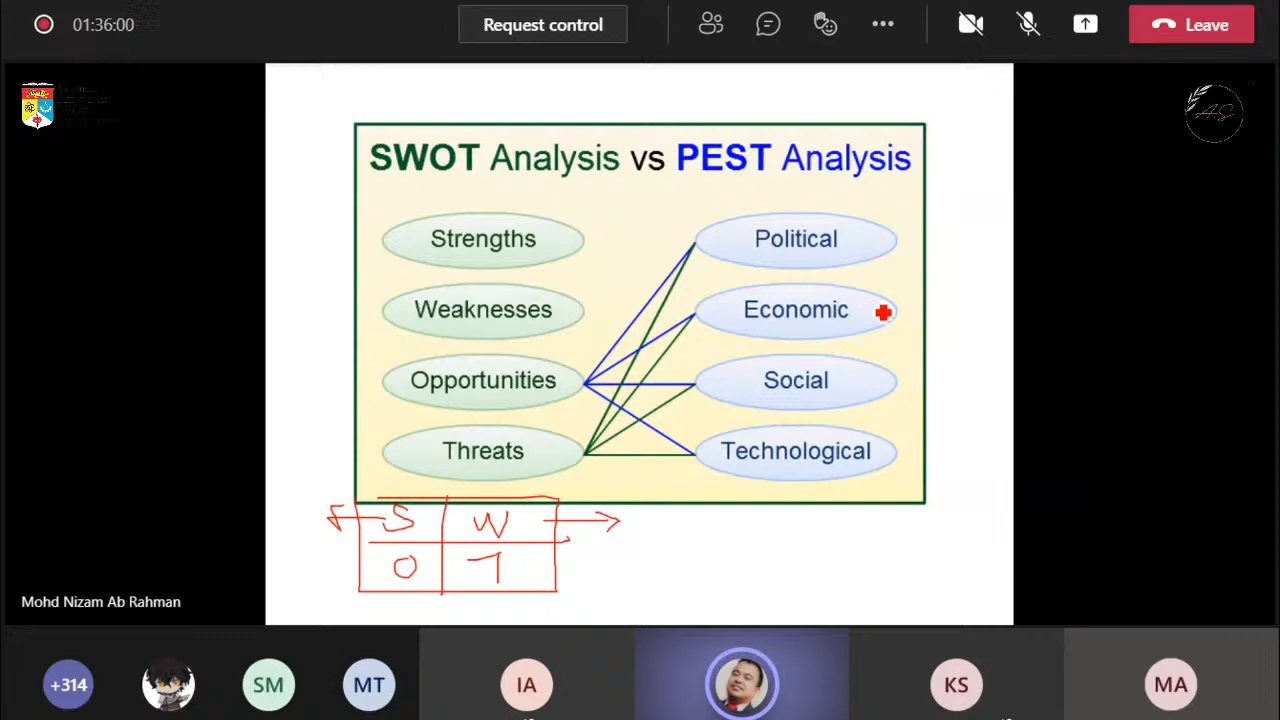 01:36:00
Request control
Leave
AS
SWOT Analysis vs PEST Analysis
Strengths
Political
Weaknesses
Economic
Opportunities
Social
Threats
Technological
S W
O T
Mohd Nizam Ab Rahman
+314
SM
MT
IA
KS
MA